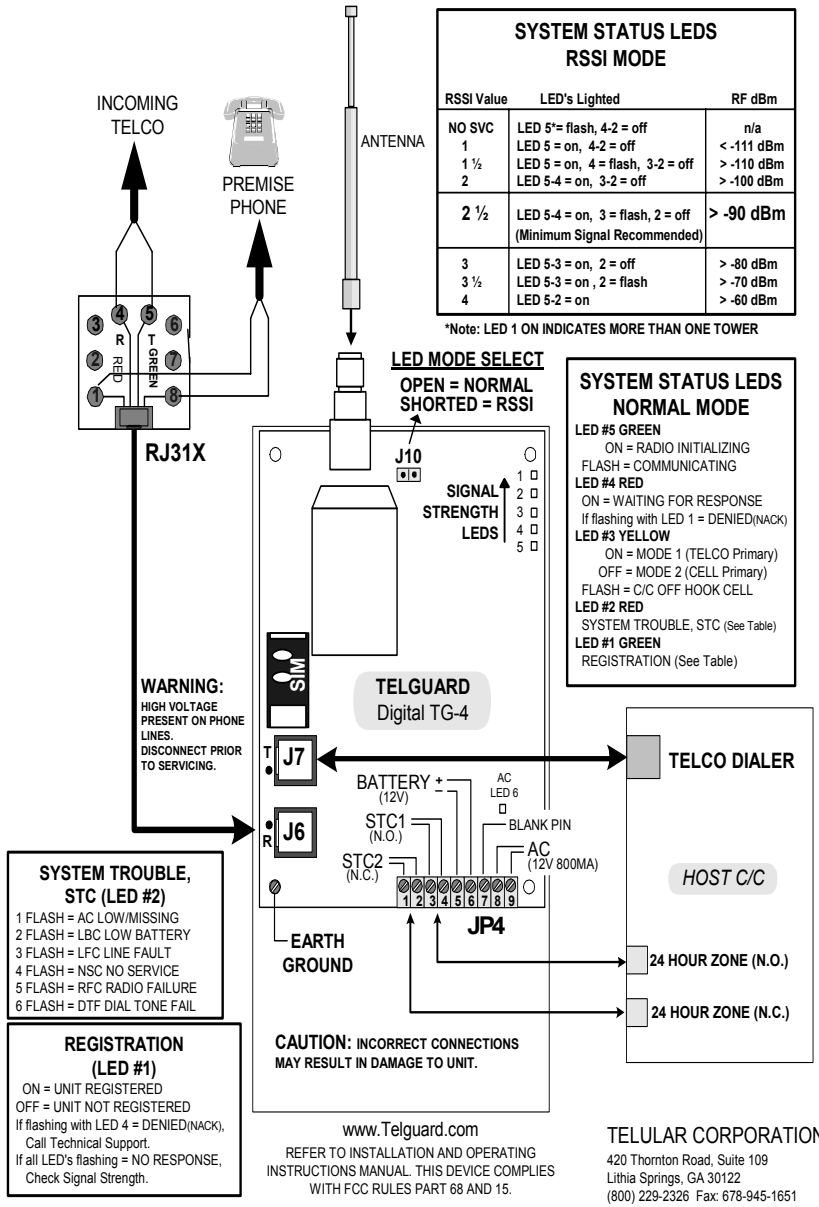 SYSTEM STATUS LEDS
RSSI MODE
RSSI Value LED's Lighted RF dBm
NO SVC LED 5*= flash, 4-2 = off n/a
1 LED 5 = on, 4-2 = off < -111 dBm
1 ½ LED 5 = on, 4 = flash, 3-2 = off > -110 dBm
2 LED 5-4 = on, 3-2 = off > -100 dBm
2 ½ LED 5-4 = on, 3 = flash, 2 = off > -90 dBm
(Minimum Signal Recommended)
3 LED 5-3 = on, 2 = off > -80 dBm
3 ½ LED 5-3 = on , 2 = flash > -70 dBm
4 LED 5-2 = on > -60 dBm
*Note: LED 1 ON INDICATES MORE THAN ONE TOWER
INCOMING
TELCO
PREMISE
PHONE
ANTENNA
3 4 5 6
R T
2 RED GREEN 7
1 8
RJ31X
LED MODE SELECT
OPEN = NORMAL
SHORTED = RSSI
J10
SIGNAL
STRENGTH
LEDS
1
2
3
4
5
SYSTEM STATUS LEDS
NORMAL MODE
LED #5 GREEN
ON = RADIO INITIALIZING
FLASH = COMMUNICATING
LED #4 RED
ON = WAITING FOR RESPONSE
If flashing with LED 1 = DENIED(NACK)
LED #3 YELLOW
ON = MODE 1 (TELCO Primary)
OFF = MODE 2 (CELL Primary)
FLASH = C/C OFF HOOK CELL
LED #2 RED
SYSTEM TROUBLE, STC (See Table)
LED #1 GREEN
REGISTRATION (See Table)
WARNING:
HIGH VOLTAGE
PRESENT ON PHONE
LINES.
DISCONNECT PRIOR
TO SERVICING.
SIM
TELGUARD
Digital TG-4
T J7
R J6
BATTERY + –
(12V)
STC1
(N.O.)
STC2
(N.C.)
AC
LED 6
BLANK PIN
AC
(12V 800MA)
1 2 3 4 5 6 7 8 9
JP4
EARTH
GROUND
TELCO DIALER
HOST C/C
24 HOUR ZONE (N.O.)
24 HOUR ZONE (N.C.)
SYSTEM TROUBLE,
STC (LED #2)
1 FLASH = AC LOW/MISSING
2 FLASH = LBC LOW BATTERY
3 FLASH = LFC LINE FAULT
4 FLASH = NSC NO SERVICE
5 FLASH = RFC RADIO FAILURE
6 FLASH = DTF DIAL TONE FAIL
REGISTRATION
(LED #1)
ON = UNIT REGISTERED
OFF = UNIT NOT REGISTERED
If flashing with LED 4 = DENIED(NACK),
Call Technical Support.
If all LED's flashing = NO RESPONSE,
Check Signal Strength.
CAUTION: INCORRECT CONNECTIONS
MAY RESULT IN DAMAGE TO UNIT.
www.Telguard.com
REFER TO INSTALLATION AND OPERATING
INSTRUCTIONS MANUAL. THIS DEVICE COMPLIES
WITH FCC RULES PART 68 AND 15.
TELULAR CORPORATION
420 Thornton Road, Suite 109
Lithia Springs, GA 30122
(800) 229-2326 Fax: 678-945-1651